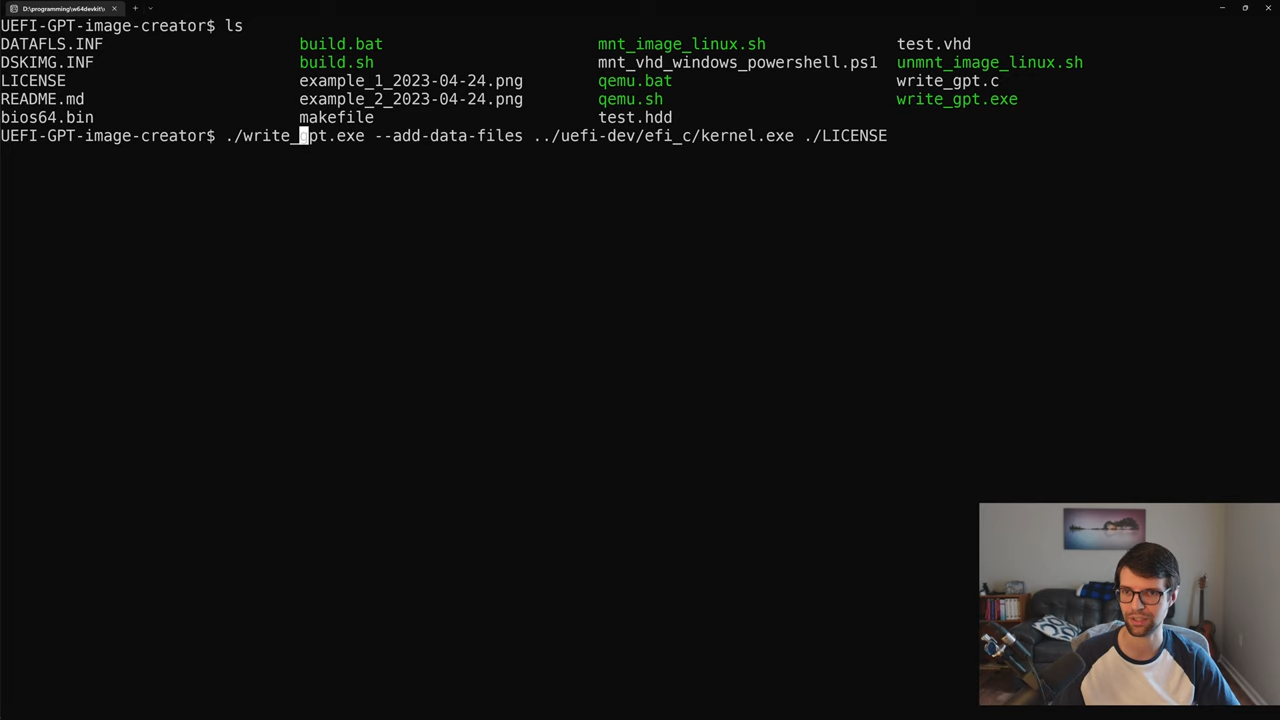 D:\programming\w64devkit\
UEFI-GPT-image-creator$ ls
DATAFLS.INF build.bat mnt_image_linux.sh test.vhd
DSKIMG.INF build.sh mnt_vhd_windows_powershell.ps1 unmnt_image_linux.sh
LICENSE example_1_2023-04-24.png qemu.bat write_gpt.c
README.md example_2_2023-04-24.png qemu.sh write_gpt.exe
bios64.bin makefile test.hdd
UEFI-GPT-image-creator$ ./write_gpt.exe --add-data-files ../uefi-dev/efi_c/kernel.exe ./LICENSE